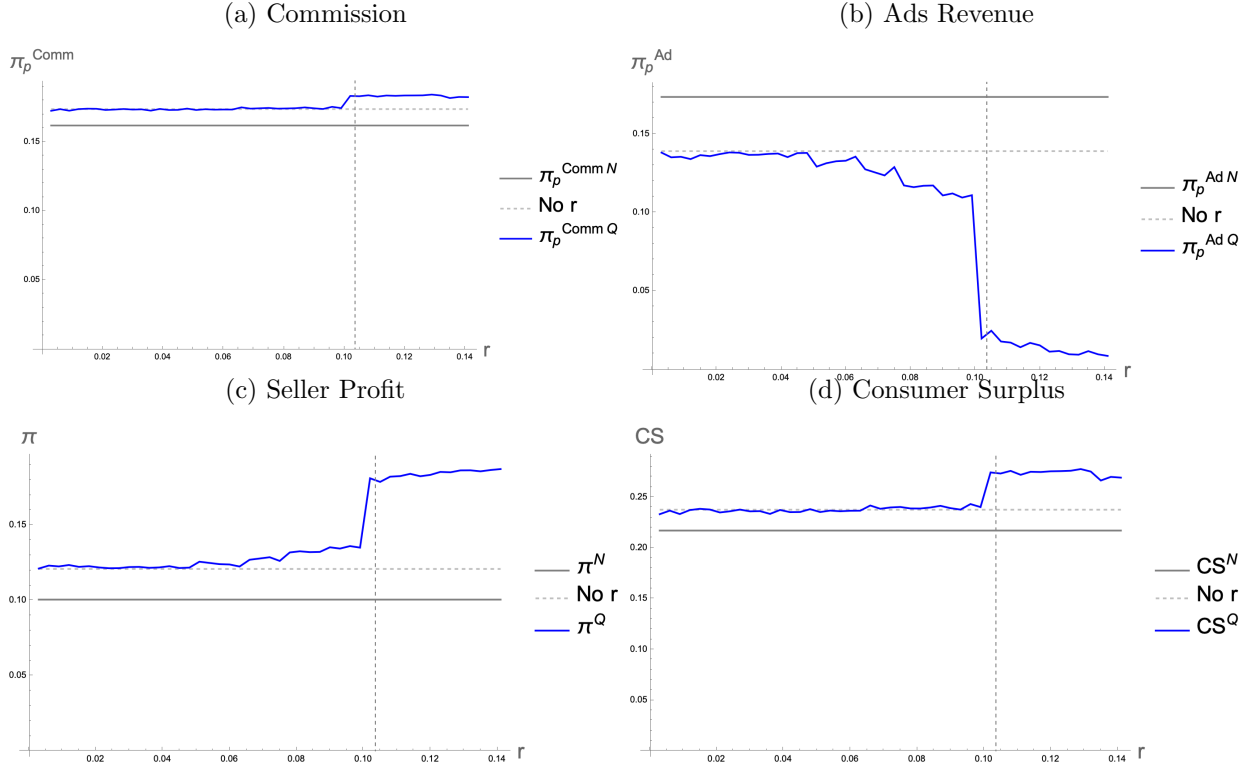 (a) Commission
π_p^Comm
0.15
0.10
0.05
0.02 0.04 0.06 0.08 0.10 0.12 0.14 r
π_p^Comm N
No r
π_p^Comm Q
(b) Ads Revenue
π_p^Ad
0.15
0.10
0.05
0.02 0.04 0.06 0.08 0.10 0.12 0.14 r
π_p^Ad N
No r
π_p^Ad Q
(c) Seller Profit
π
0.15
0.10
0.05
0.02 0.04 0.06 0.08 0.10 0.12 0.14 r
π^N
No r
π^Q
(d) Consumer Surplus
CS
0.25
0.20
0.15
0.10
0.05
0.02 0.04 0.06 0.08 0.10 0.12 0.14 r
CS^N
No r
CS^Q